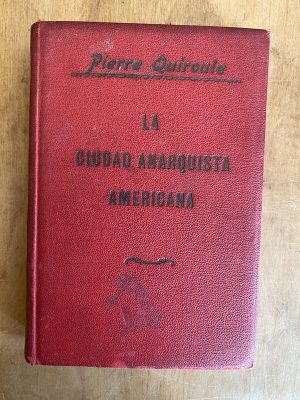 Pierre Quiroule
LA
CIUDAD ANARQUISTA
AMERICANA